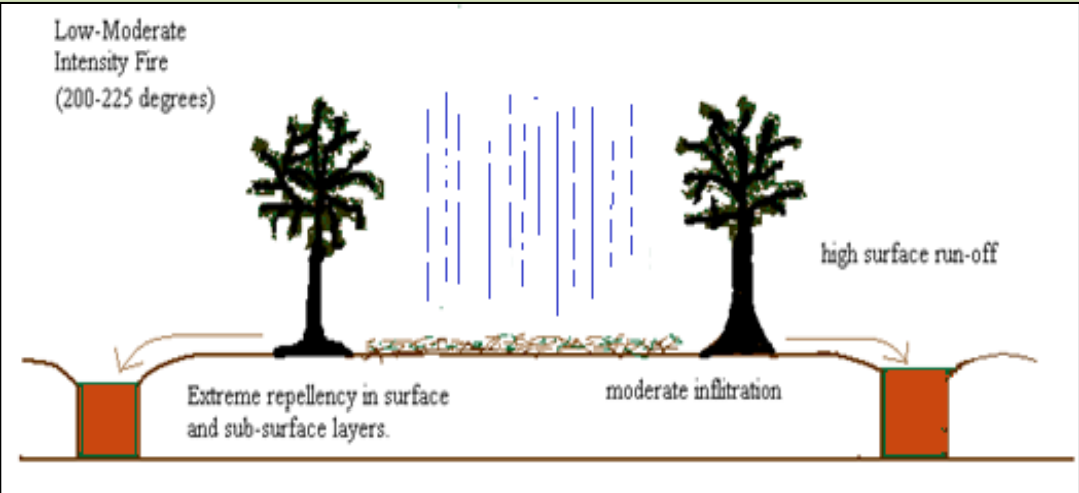 Low-Moderate
Intensity Fire
(200-225 degrees)
high surface run-off
Extreme repellency in surface
and sub-surface layers.
moderate inflitration